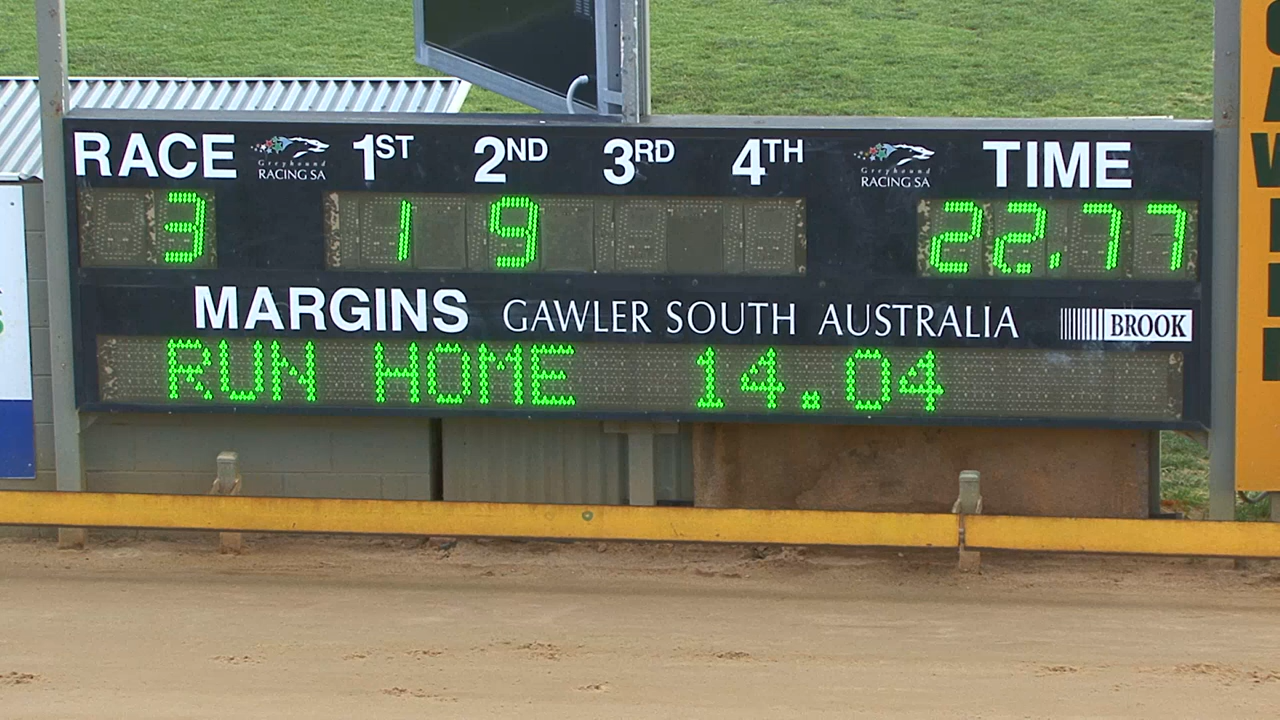 RACE Greyhound RACING SA 1ST 2ND 3RD 4TH Greyhound RACING SA TIME
3 1 9 22.77
MARGINS GAWLER SOUTH AUSTRALIA BROOK
RUN HOME 14.04